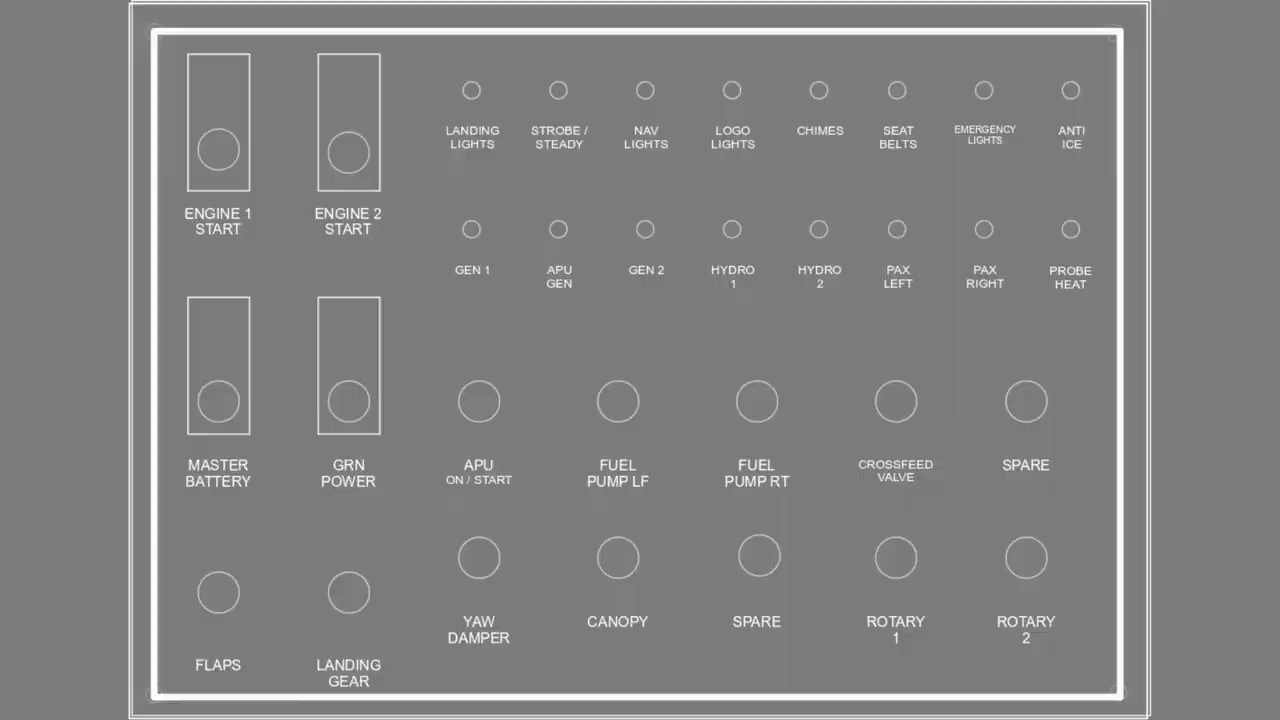 LANDING LIGHTS
STROBE / STEADY
NAV LIGHTS
LOGO LIGHTS
CHIMES
SEAT BELTS
EMERGENCY LIGHTS
ANTI ICE
ENGINE 1
START
ENGINE 2
START
GEN 1
APU GEN
GEN 2
HYDRO 1
HYDRO 2
PAX LEFT
PAX RIGHT
PROBE HEAT
MASTER
BATTERY
GRN
POWER
APU
ON / START
FUEL
PUMP LF
FUEL
PUMP RT
CROSSFEED
VALVE
SPARE
YAW
DAMPER
CANOPY
SPARE
ROTARY
1
ROTARY
2
FLAPS
LANDING
GEAR